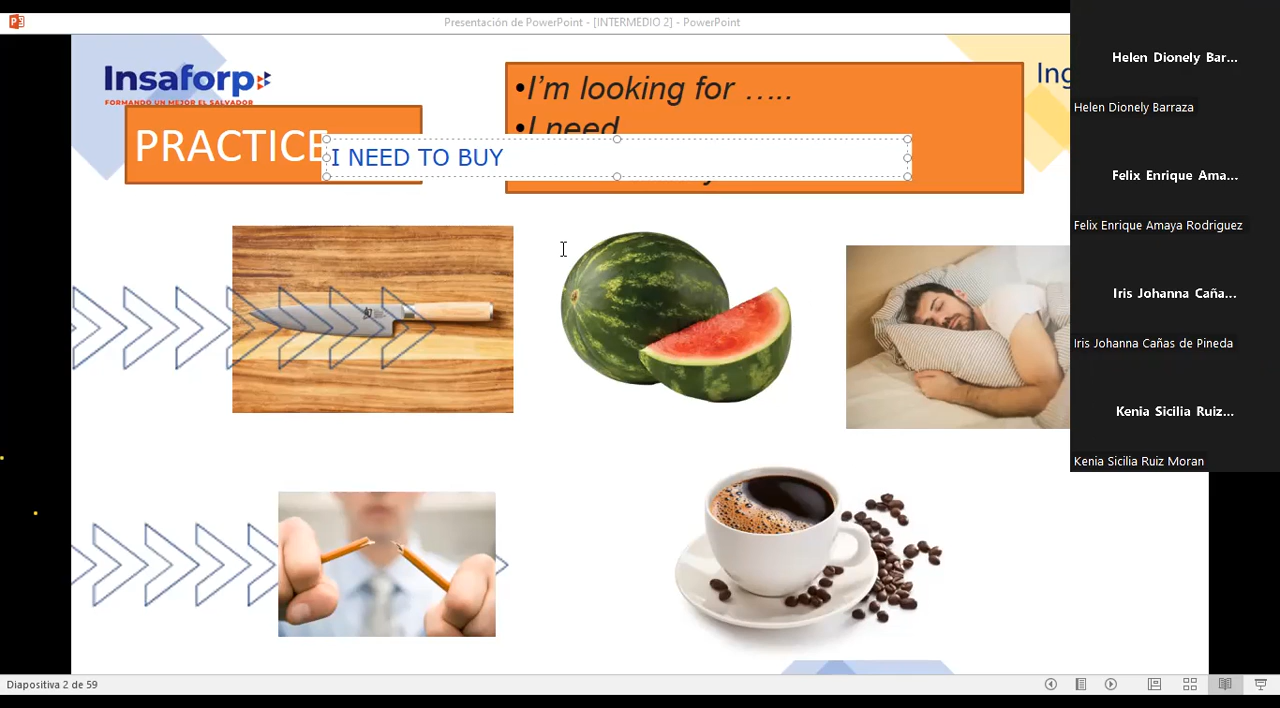 Presentación de PowerPoint - [INTERMEDIO 2] - PowerPoint
Insaforp
FORMANDO UN MEJOR EL SALVADOR
PRACTICE
•I'm looking for …..
•I need
I NEED TO BUY
Helen Dionely Bar...
Helen Dionely Barraza
Felix Enrique Ama...
Felix Enrique Amaya Rodriguez
Iris Johanna Caña...
Iris Johanna Cañas de Pineda
Kenia Sicilia Ruiz...
Kenia Sicilia Ruiz Moran
Diapositiva 2 de 59